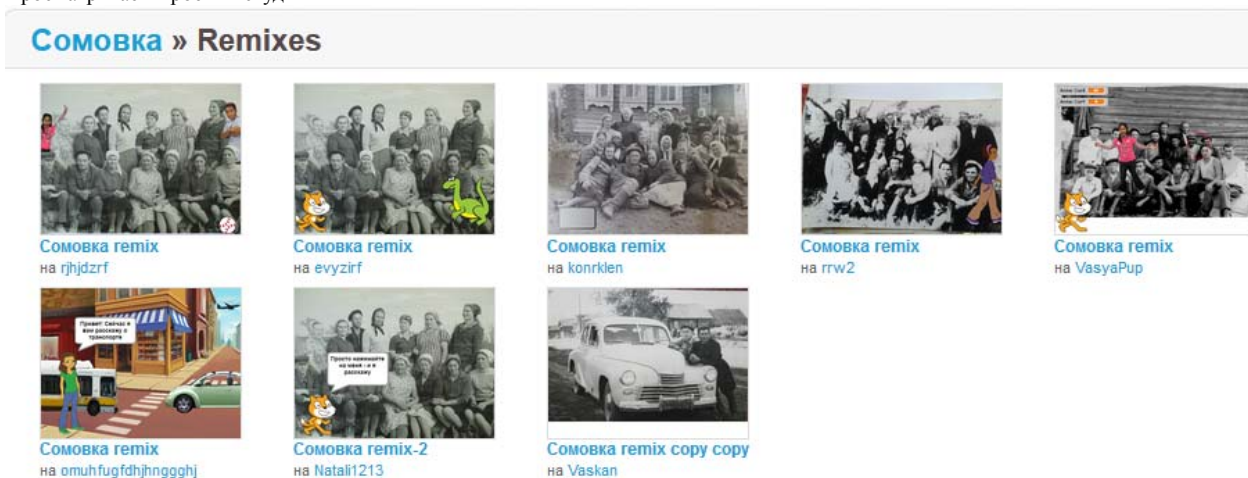 Сомовка » Remixes
Сомовка remix
на rjhjdzrf
Сомовка remix
на evyzirf
Сомовка remix
на konrklen
Сомовка remix
на rrw2
Сомовка remix
на VasyaPup
Привет! Сейчас я
вам расскажу о
транспорте
Просто нажимайте
на меня - и я
расскажу
Сомовка remix
на omuhfugfdhjhnggghj
Сомовка remix-2
на Natali1213
Сомовка remix copy copy
на Vaskan